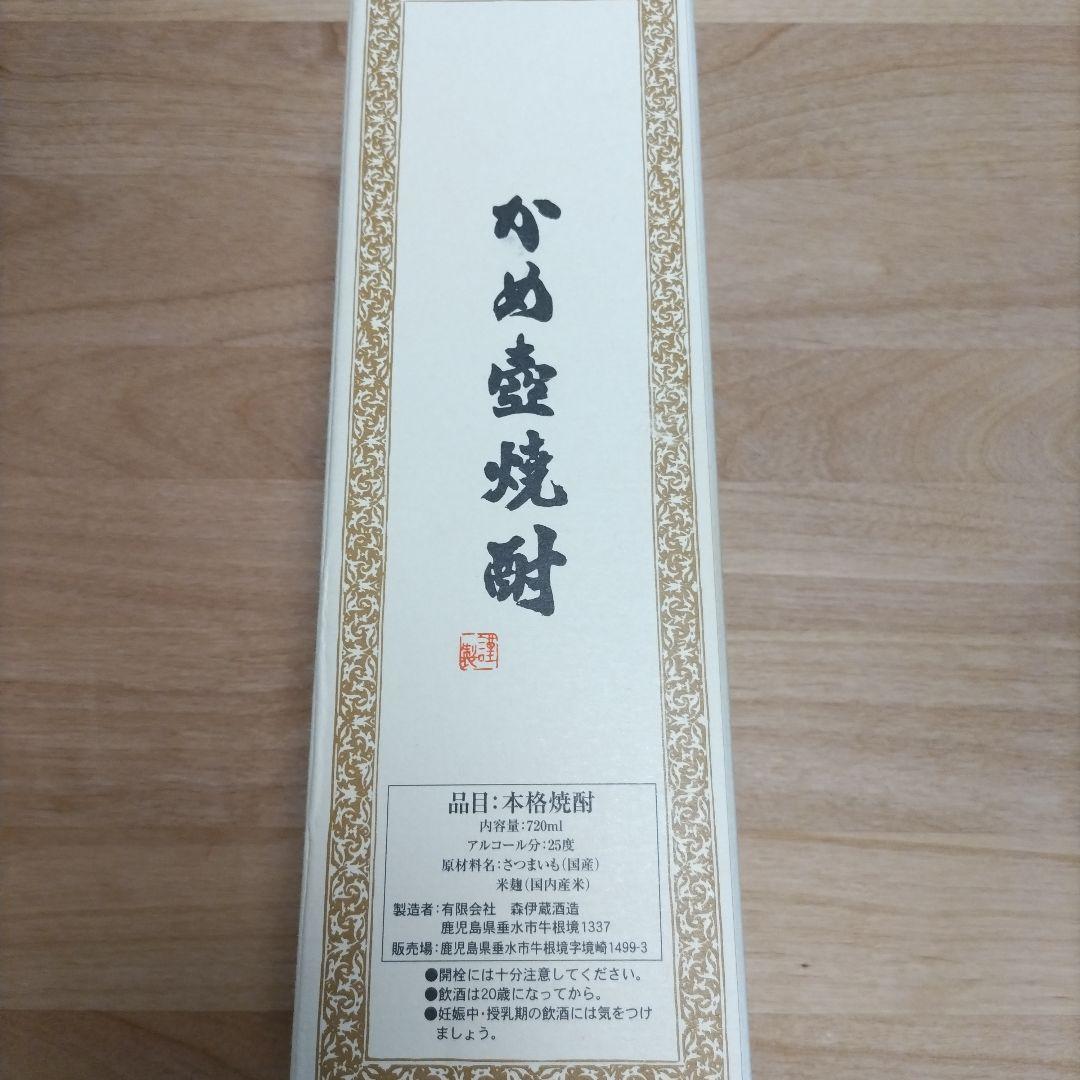 かめ壺焼酎
謹製
品目：本格焼酎
内容量：720ml
アルコール分：25度
原材料名：さつまいも（国産）
米麹（国内産米）
製造者：有限会社　森伊蔵酒造
鹿児島県垂水市牛根境1337
販売場：鹿児島県垂水市牛根境字境崎1499-3
●開栓には十分注意してください。
●飲酒は20歳になってから。
●妊娠中・授乳期の飲酒には気をつけ
ましょう。